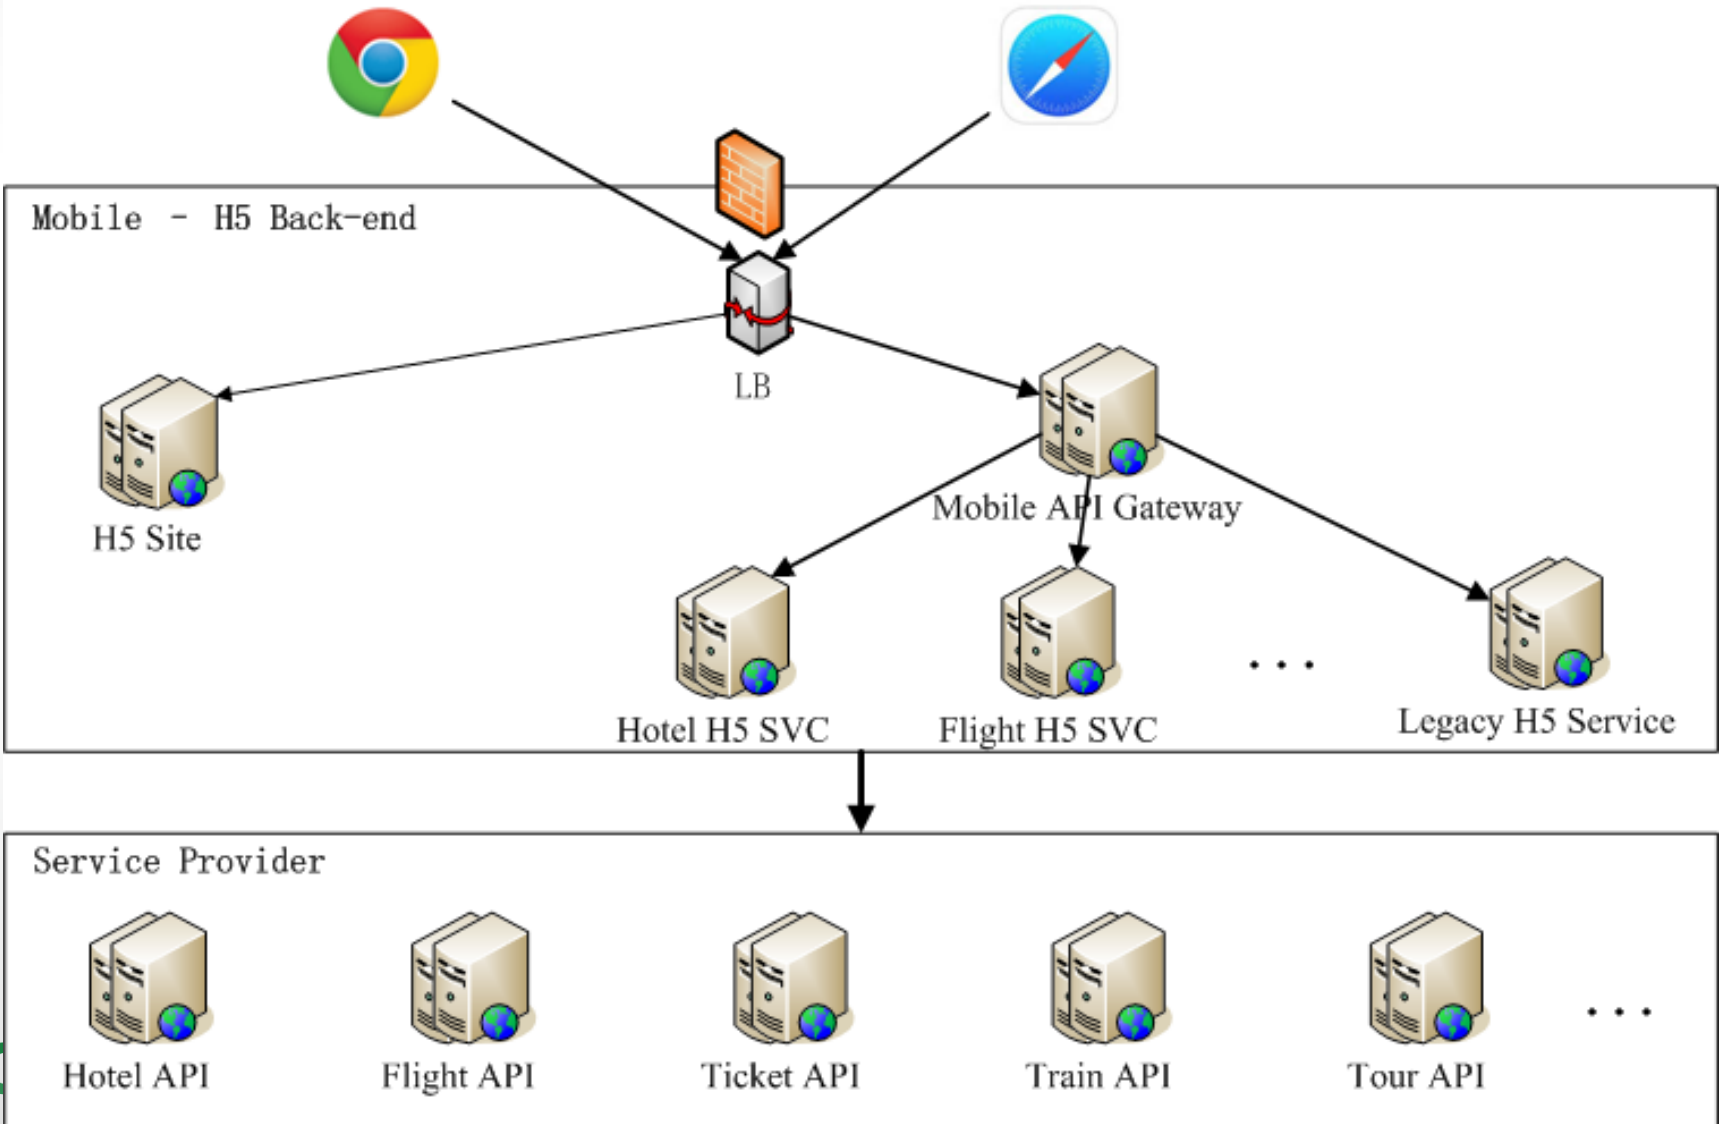 Mobile - H5 Back-end
LB
H5 Site
Mobile API Gateway
Hotel H5 SVC
Flight H5 SVC
...
Legacy H5 Service
Service Provider
...
Hotel API
Flight API
Ticket API
Train API
Tour API